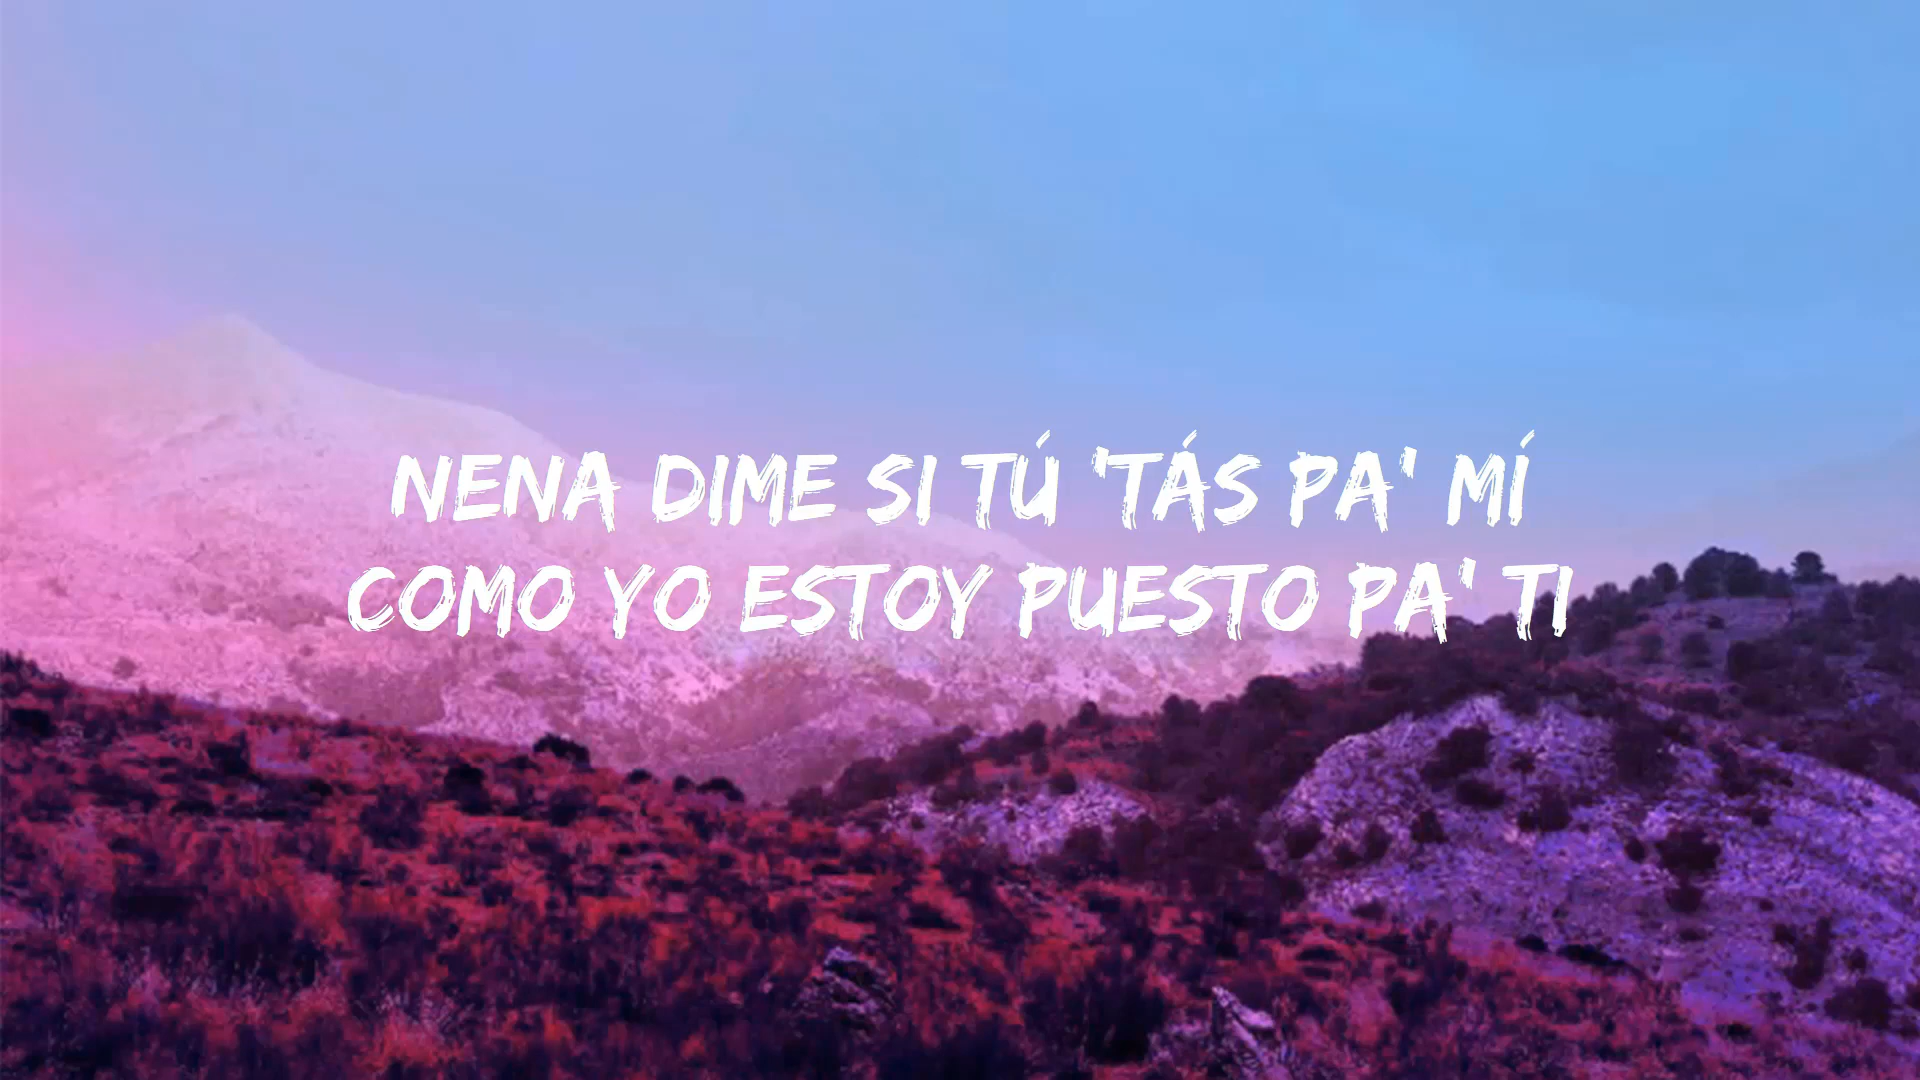 NENA DIME SI TÚ 'TÁS PA' MÍ
COMO YO ESTOY PUESTO PA' TI